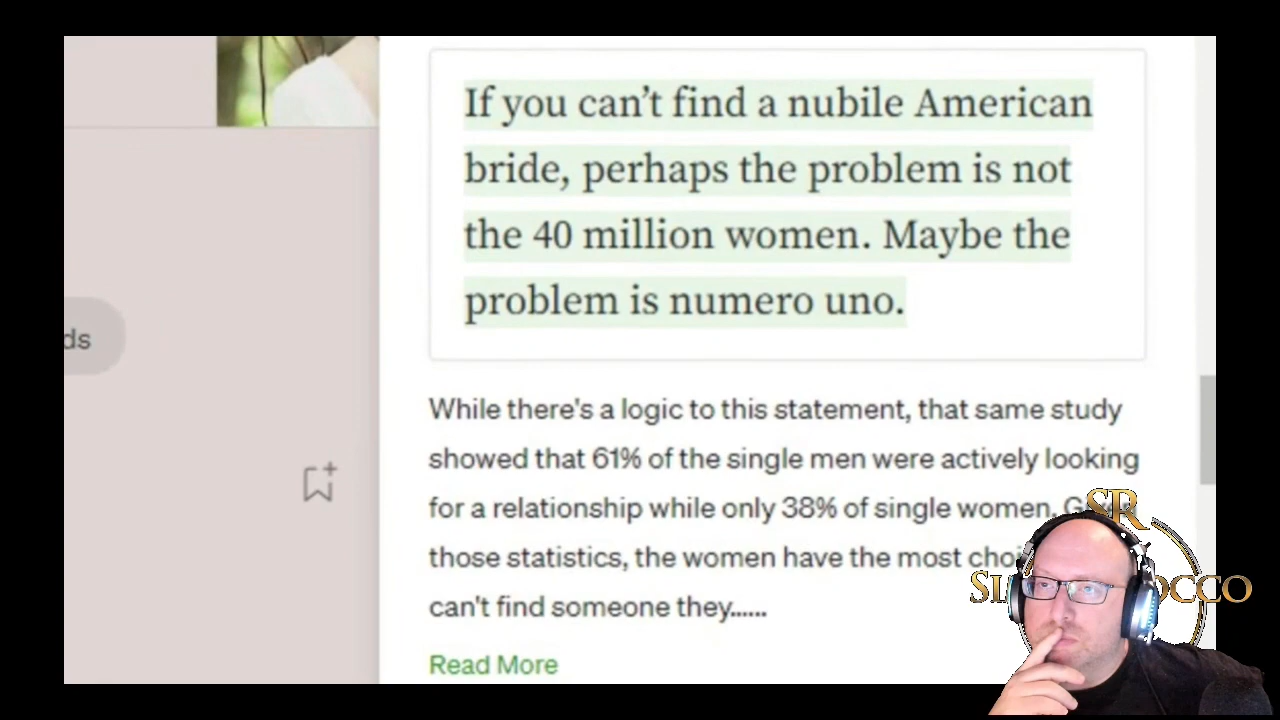 If you can't find a nubile American
bride, perhaps the problem is not
the 40 million women. Maybe the
problem is numero uno.
ds
While there's a logic to this statement, that same study
showed that 61% of the single men were actively looking
for a relationship while only 38% of single women.
those statistics, the women have the most
can't find someone they......
Read More
SR